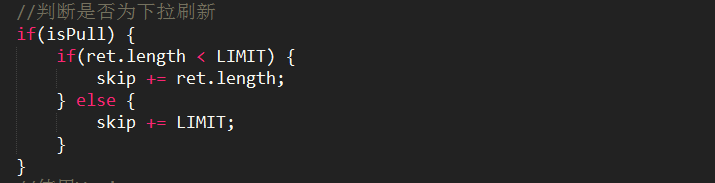 //判断是否为下拉刷新
if(isPull) {
if(ret.length < LIMIT) {
skip += ret.length;
} else {
skip += LIMIT;
}
}